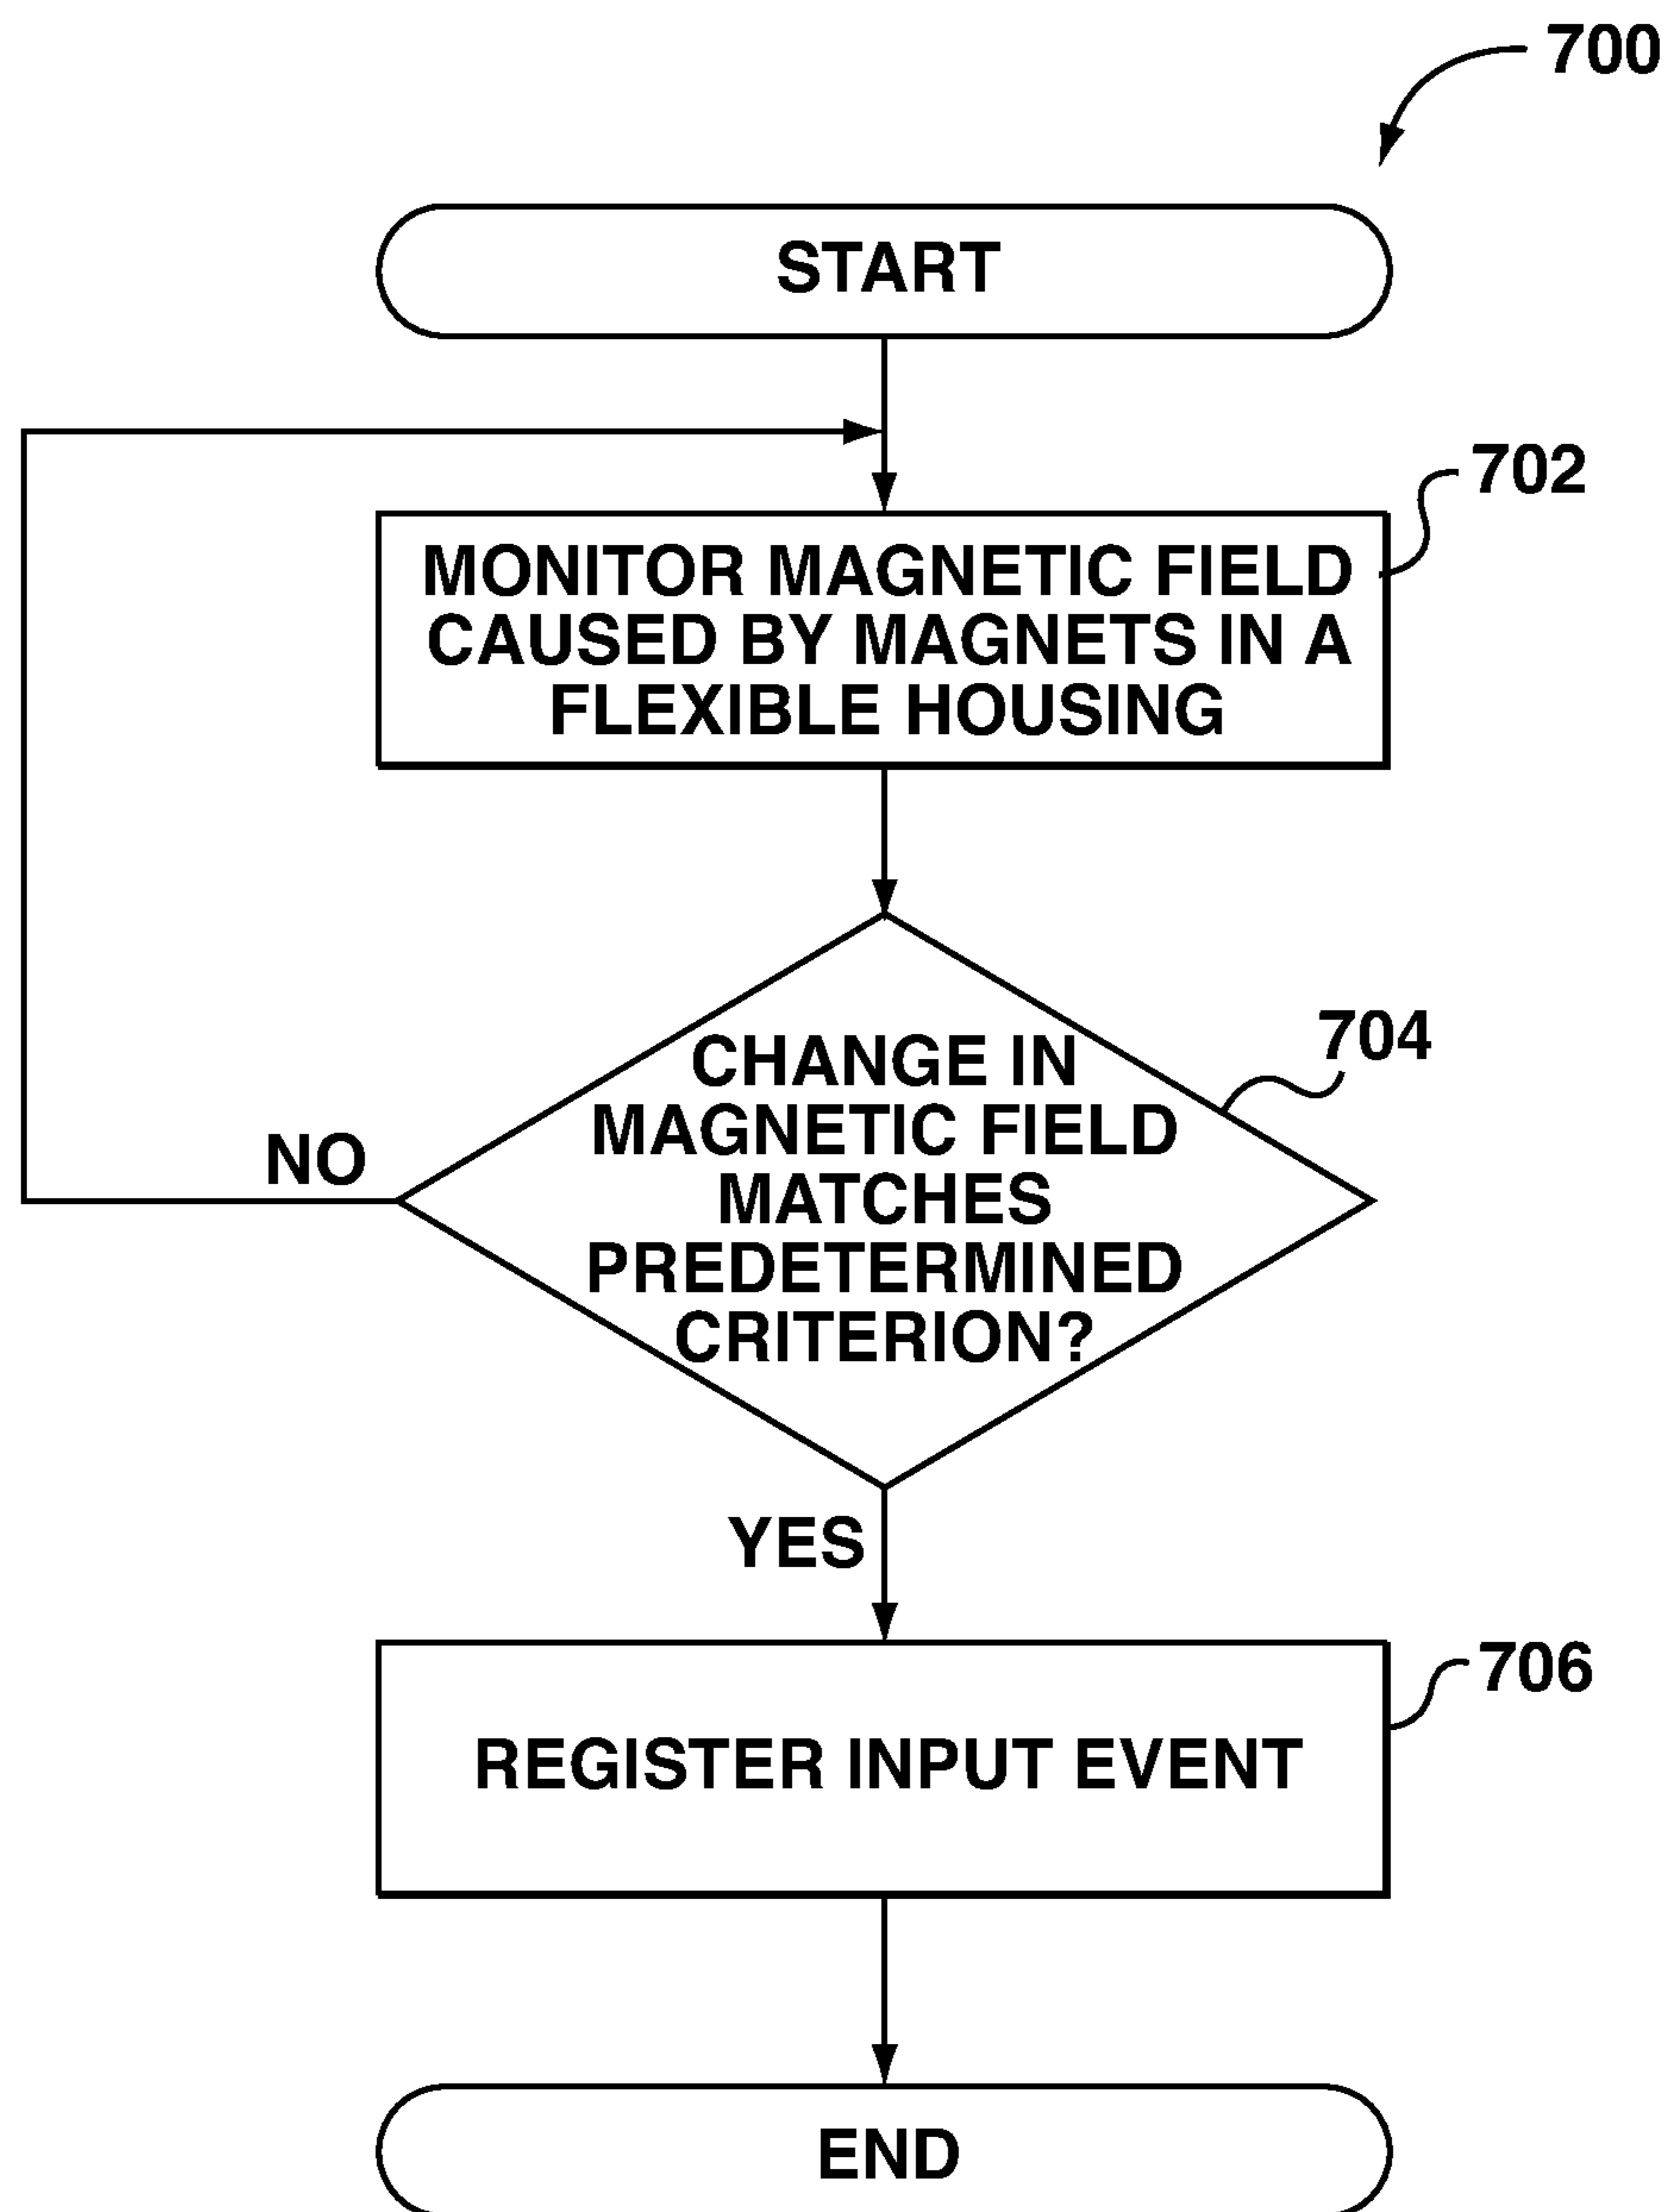 700
START
702
MONITOR MAGNETIC FIELD
CAUSED BY MAGNETS IN A
FLEXIBLE HOUSING
704
CHANGE IN
MAGNETIC FIELD
MATCHES
PREDETERMINED
CRITERION?
NO
YES
706
REGISTER INPUT EVENT
END